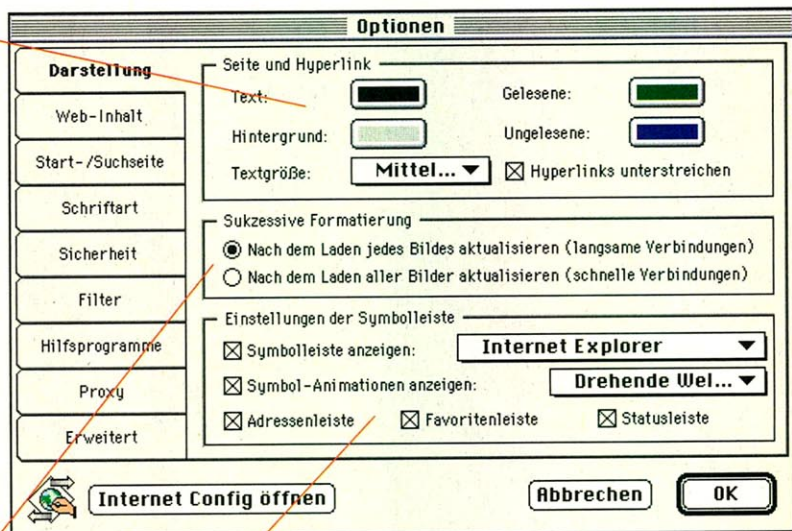 Optionen
Darstellung
Web-Inhalt
Start-/Suchseite
Schriftart
Sicherheit
Filter
Hilfsprogramme
Proxy
Erweitert
Seite und Hyperlink
Text:
Gelesene:
Hintergrund:
Ungelesene:
Textgröße:
Mittel...
Hyperlinks unterstreichen
Sukzessive Formatierung
Nach dem Laden jedes Bildes aktualisieren (langsame Verbindungen)
Nach dem Laden aller Bilder aktualisieren (schnelle Verbindungen)
Einstellungen der Symbolleiste
Symbolleiste anzeigen:
Internet Explorer
Symbol-Animationen anzeigen:
Drehende Wel...
Adressenleiste
Favoritenleiste
Statusleiste
Internet Config öffnen
Abbrechen
OK